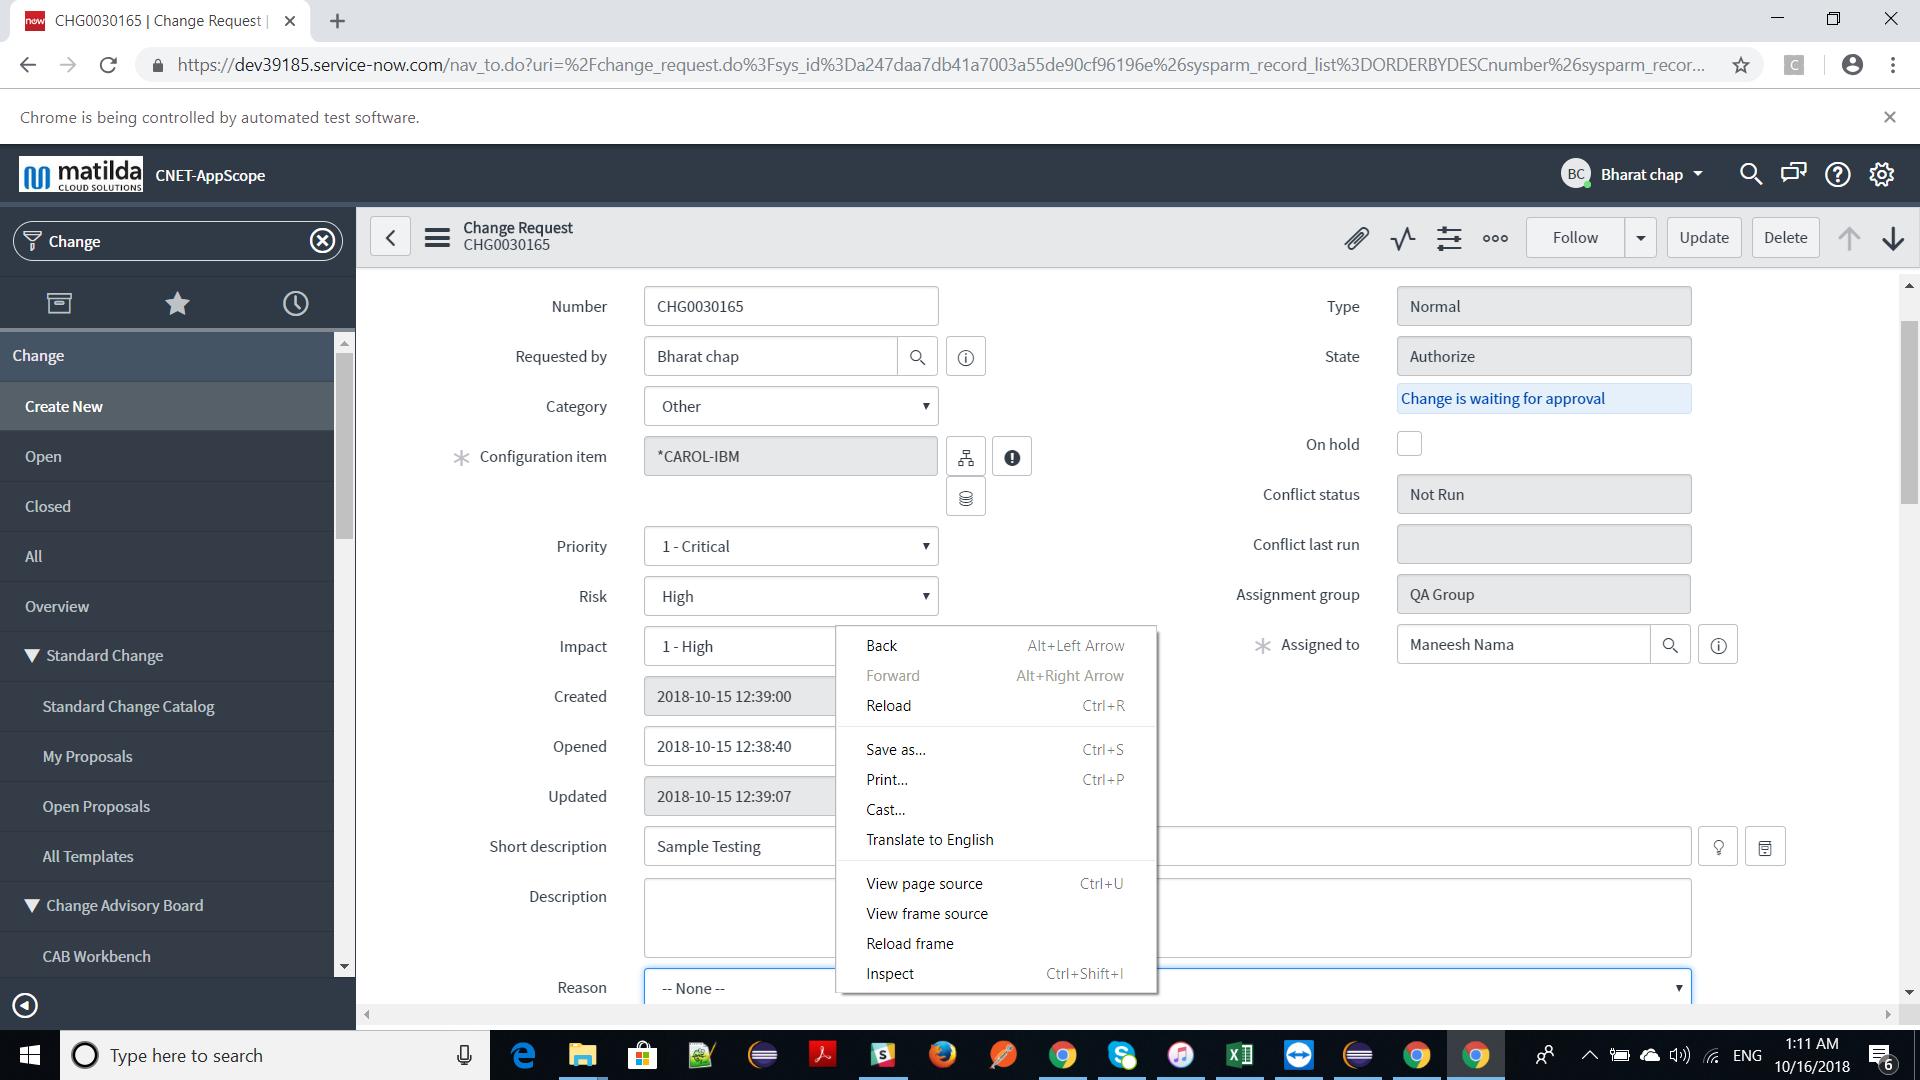 now CHG0030165 | Change Request |
https://dev39185.service-now.com/nav_to.do?uri=%2Fchange_request.do%3Fsys_id%3Da247daa7db41a7003a55de90cf96196e%26sysparm_record_list%3DORDERBYDESCnumber%26sysparm_recor...
C
Chrome is being controlled by automated test software.
matilda
CLOUD SOLUTIONS
CNET-AppScope
BC Bharat chap
Change
Change Request
CHG0030165
Follow Update Delete
Change
Create New
Open
Closed
All
Overview
Standard Change
Standard Change Catalog
My Proposals
Open Proposals
All Templates
Change Advisory Board
CAB Workbench
Number CHG0030165
Requested by Bharat chap
Category Other
Configuration item *CAROL-IBM
Priority 1 - Critical
Risk High
Impact 1 - High
Created 2018-10-15 12:39:00
Opened 2018-10-15 12:38:40
Updated 2018-10-15 12:39:07
Short description Sample Testing
Description
Reason -- None --
Type Normal
State Authorize
Change is waiting for approval
On hold
Conflict status Not Run
Conflict last run
Assignment group QA Group
Assigned to Maneesh Nama
Back Alt+Left Arrow
Forward Alt+Right Arrow
Reload Ctrl+R
Save as... Ctrl+S
Print... Ctrl+P
Cast...
Translate to English
View page source Ctrl+U
View frame source
Reload frame
Inspect Ctrl+Shift+I
Type here to search
ENG
1:11 AM
10/16/2018
6